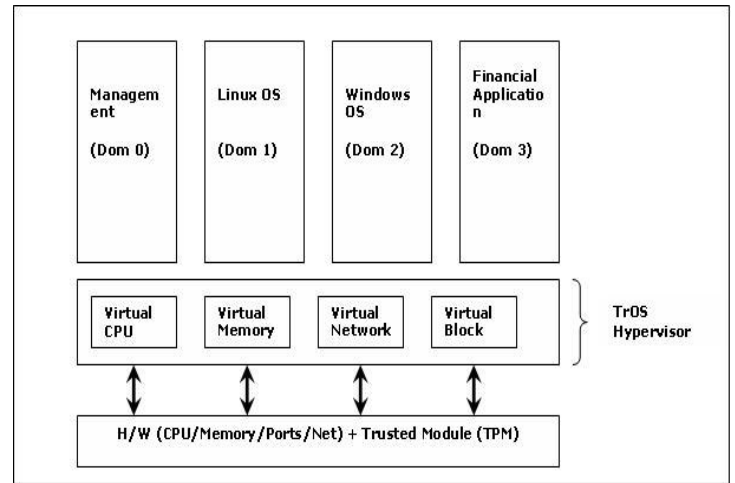 Managem
ent
(Dom 0)
Linux OS
(Dom 1)
Windows
OS
(Dom 2)
Financial
Applicatio
n
(Dom 3)
Virtual
CPU
Virtual
Memory
Virtual
Network
Virtual
Block
TrOS
Hypervisor
H/W (CPU/Memory/Ports/Net) + Trusted Module (TPM)